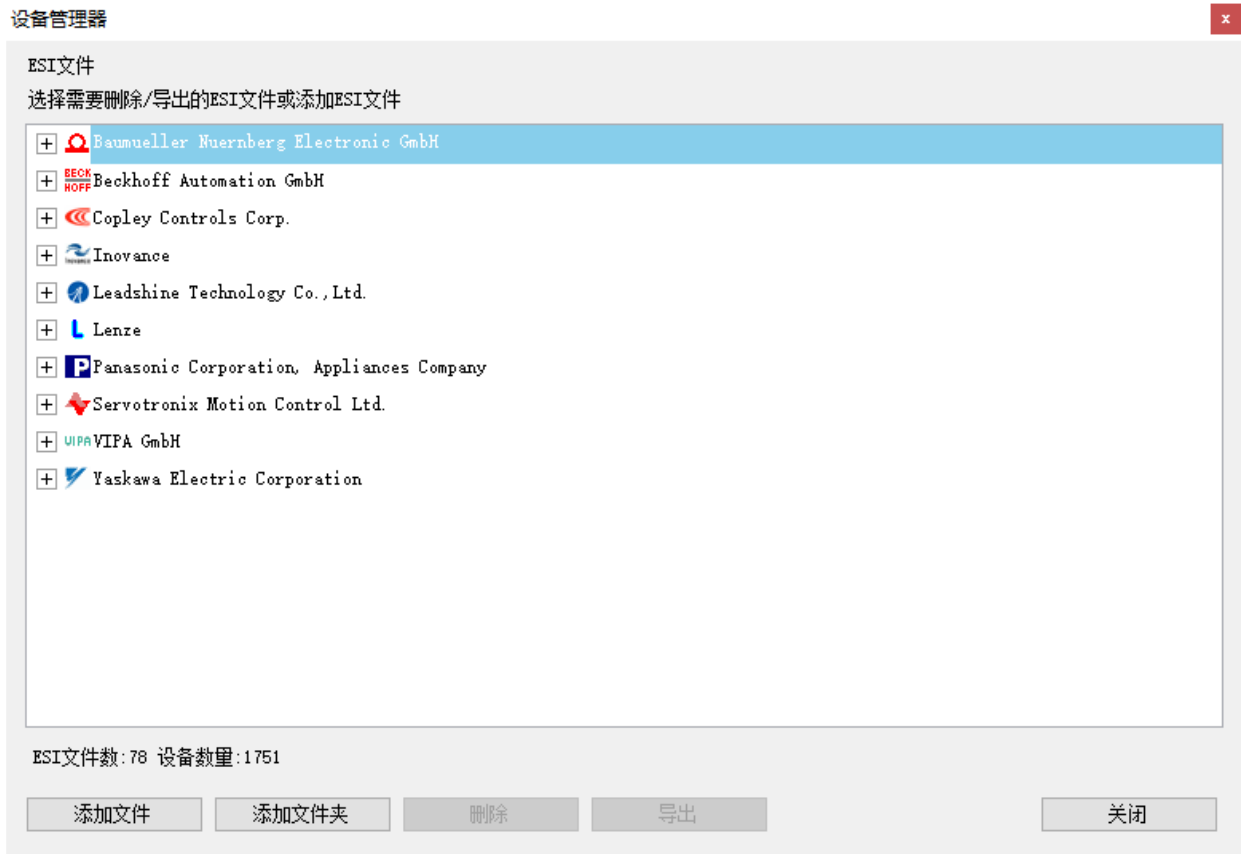 设备管理器
x
ESI文件
选择需要删除/导出的ESI文件或添加ESI文件
Baumueller Nuernberg Electronic GmbH
BECK
HOFF
Beckhoff Automation GmbH
Copley Controls Corp.
Inovance
Leadshine Technology Co.,Ltd.
L Lenze
P Panasonic Corporation, Appliances Company
Servotronix Motion Control Ltd.
VIPA VIPA GmbH
Yaskawa Electric Corporation
ESI文件数:78 设备数量:1751
添加文件 添加文件夹 删除 导出 关闭